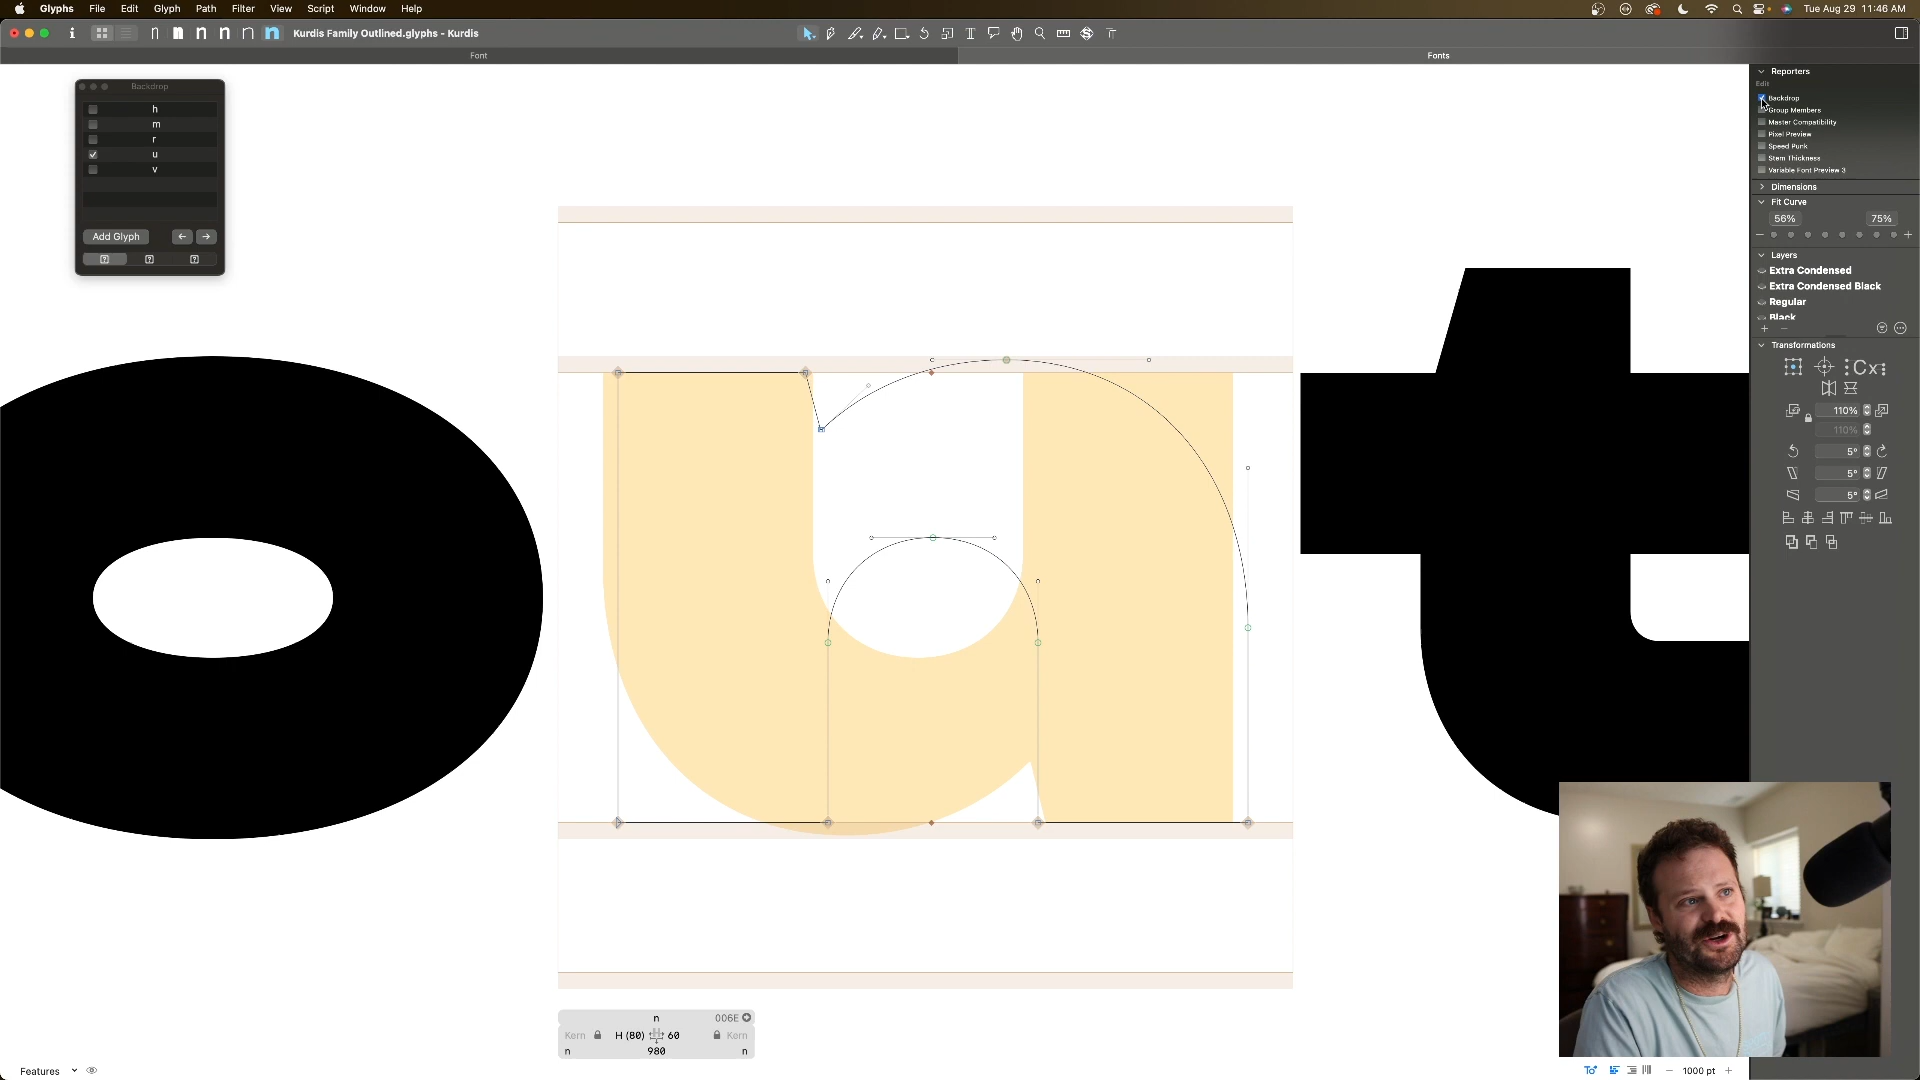 Glyphs File Edit Glyph Path Filter View Script Window Help
Tue Aug 29 11:46 AM
n n n n n n Kurdis Family Outlined.glyphs - Kurdis
Font
Fonts
Backdrop
h
m
r
u
v
Add Glyph
Reporters
Edit
Backdrop
Group Members
Master Compatibility
Pixel Preview
Speed Punk
Stem Thickness
Variable Font Preview 3
Dimensions
Fit Curve
56% 75%
Layers
Extra Condensed
Extra Condensed Black
Regular
Black
Transformations
110%
110%
5°
5°
5°
o
t
n 006E
Kern H (80) 60 Kern
n 980 n
Features
1000 pt